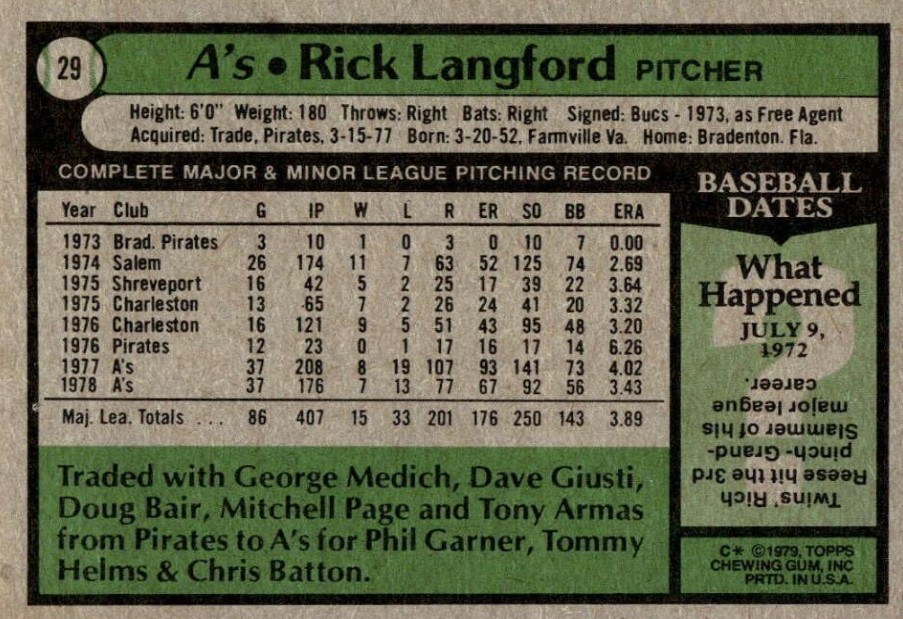 29
A's • Rick Langford PITCHER
Height: 6'0" Weight: 180 Throws: Right Bats: Right Signed: Bucs - 1973, as Free Agent
Acquired: Trade, Pirates, 3-15-77 Born: 3-20-52, Farmville Va. Home: Bradenton. Fla.
COMPLETE MAJOR & MINOR LEAGUE PITCHING RECORD
Year Club G IP W L R ER SO BB ERA
1973 Brad. Pirates 3 10 1 0 3 0 10 7 0.00
1974 Salem 26 174 11 7 63 52 125 74 2.69
1975 Shreveport 16 42 5 2 25 17 39 22 3.64
1975 Charleston 13 65 7 2 26 24 41 20 3.32
1976 Charleston 16 121 9 5 51 43 95 48 3.20
1976 Pirates 12 23 0 1 17 16 17 14 6.26
1977 A's 37 208 8 19 107 93 141 73 4.02
1978 A's 37 176 7 13 77 67 92 56 3.43
Maj. Lea. Totals ... 86 407 15 33 201 176 250 143 3.89
Traded with George Medich, Dave Giusti,
Doug Bair, Mitchell Page and Tony Armas
from Pirates to A's for Phil Garner, Tommy
Helms & Chris Batton.
BASEBALL
DATES
What
Happened
JULY 9,
1972
Twins' Rich
Reese hit the 3rd
pinch- Grand-
Slammer of his
major league
career.
C* ©1979, TOPPS
CHEWING GUM, INC
PRTD. IN U.S.A.